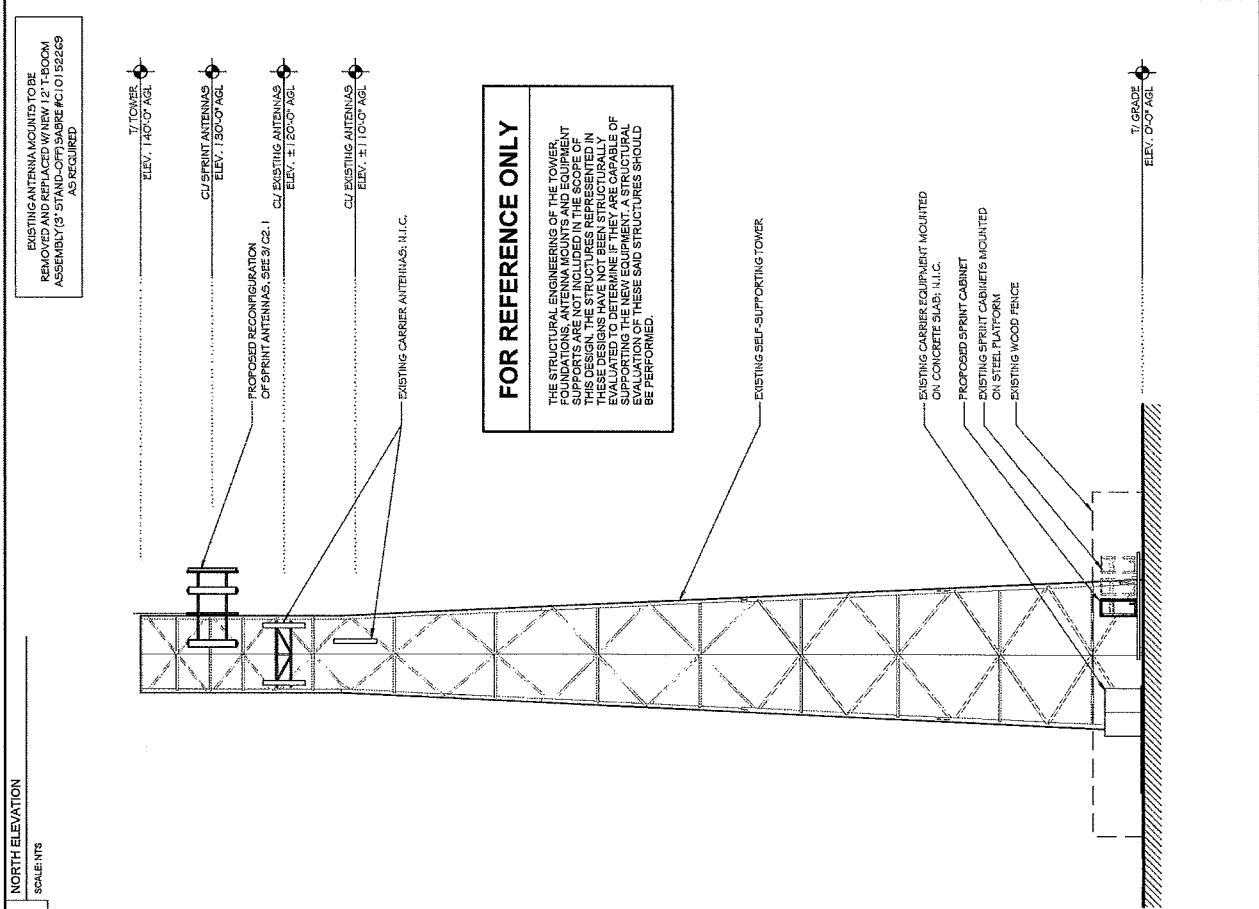 NORTH ELEVATION
SCALE: NTS
EXISTING ANTENNA MOUNTS TO BE
REMOVED AND REPLACED W/ NEW 12' T-BOOM
ASSEMBLY (3' STAND-OFF) SABRE #C10152269
AS REQUIRED
T/ TOWER
ELEV. 140'-0" AGL
C/L SPRINT ANTENNAS
ELEV. 130'-0" AGL
C/L EXISTING ANTENNAS
ELEV. ±120'-0" AGL
C/L EXISTING ANTENNAS
ELEV. ±110'-0" AGL
PROPOSED RECONFIGURATION
OF SPRINT ANTENNAS, SEE 3/C2.1
EXISTING CARRIER ANTENNAS: N.I.C.
FOR REFERENCE ONLY
THE STRUCTURAL ENGINEERING OF THE TOWER,
FOUNDATIONS, ANTENNA MOUNTS AND EQUIPMENT
SUPPORTS ARE NOT INCLUDED IN THE SCOPE OF
THIS DESIGN. THE STRUCTURES REPRESENTED IN
THESE DESIGNS HAVE NOT BEEN STRUCTURALLY
EVALUATED TO DETERMINE IF THEY ARE CAPABLE OF
SUPPORTING THE NEW EQUIPMENT. A STRUCTURAL
EVALUATION OF THESE SAID STRUCTURES SHOULD
BE PERFORMED.
EXISTING SELF-SUPPORTING TOWER
EXISTING CARRIER EQUIPMENT MOUNTED
ON CONCRETE SLAB: N.I.C.
PROPOSED SPRINT CABINET
EXISTING SPRINT CABINETS MOUNTED
ON STEEL PLATFORM
EXISTING WOOD FENCE
T/ GRADE
ELEV. 0'-0" AGL